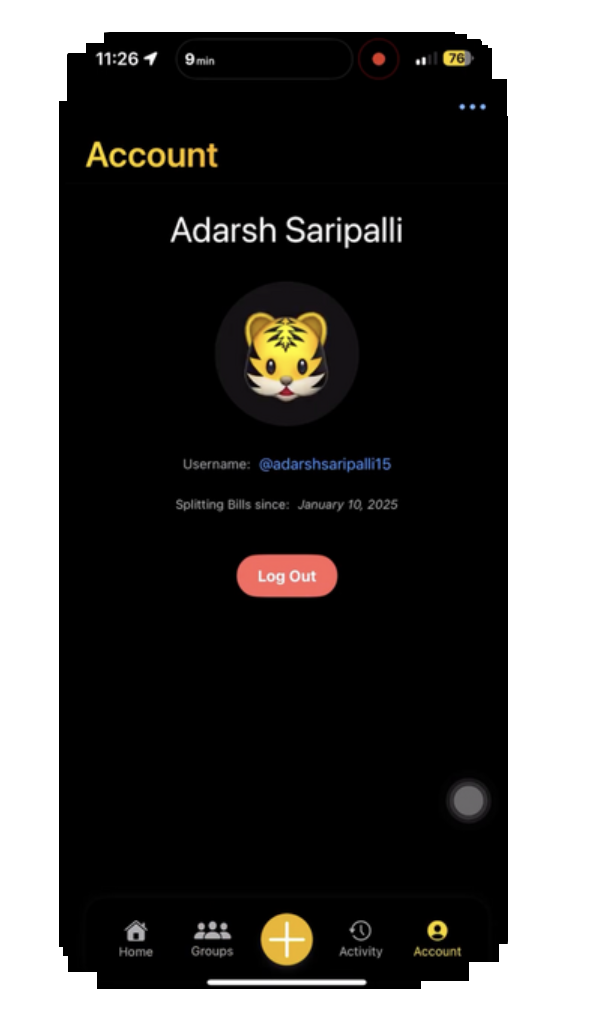 11:26 9min 76
Account
Adarsh Saripalli
Username: @adarshsaripalli15
Splitting Bills since: January 10, 2025
Log Out
Home Groups Activity Account